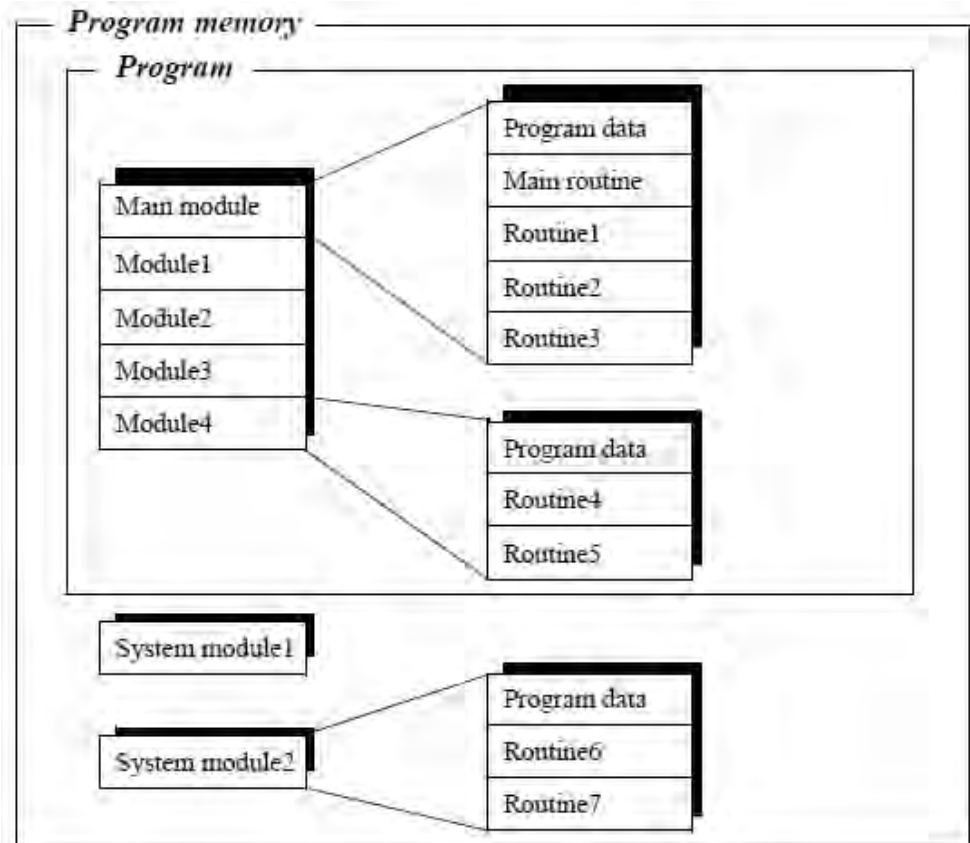 Program memory
Program
Main module
Module1
Module2
Module3
Module4
Program data
Main routine
Routine1
Routine2
Routine3
Program data
Routine4
Routine5
System module1
System module2
Program data
Routine6
Routine7